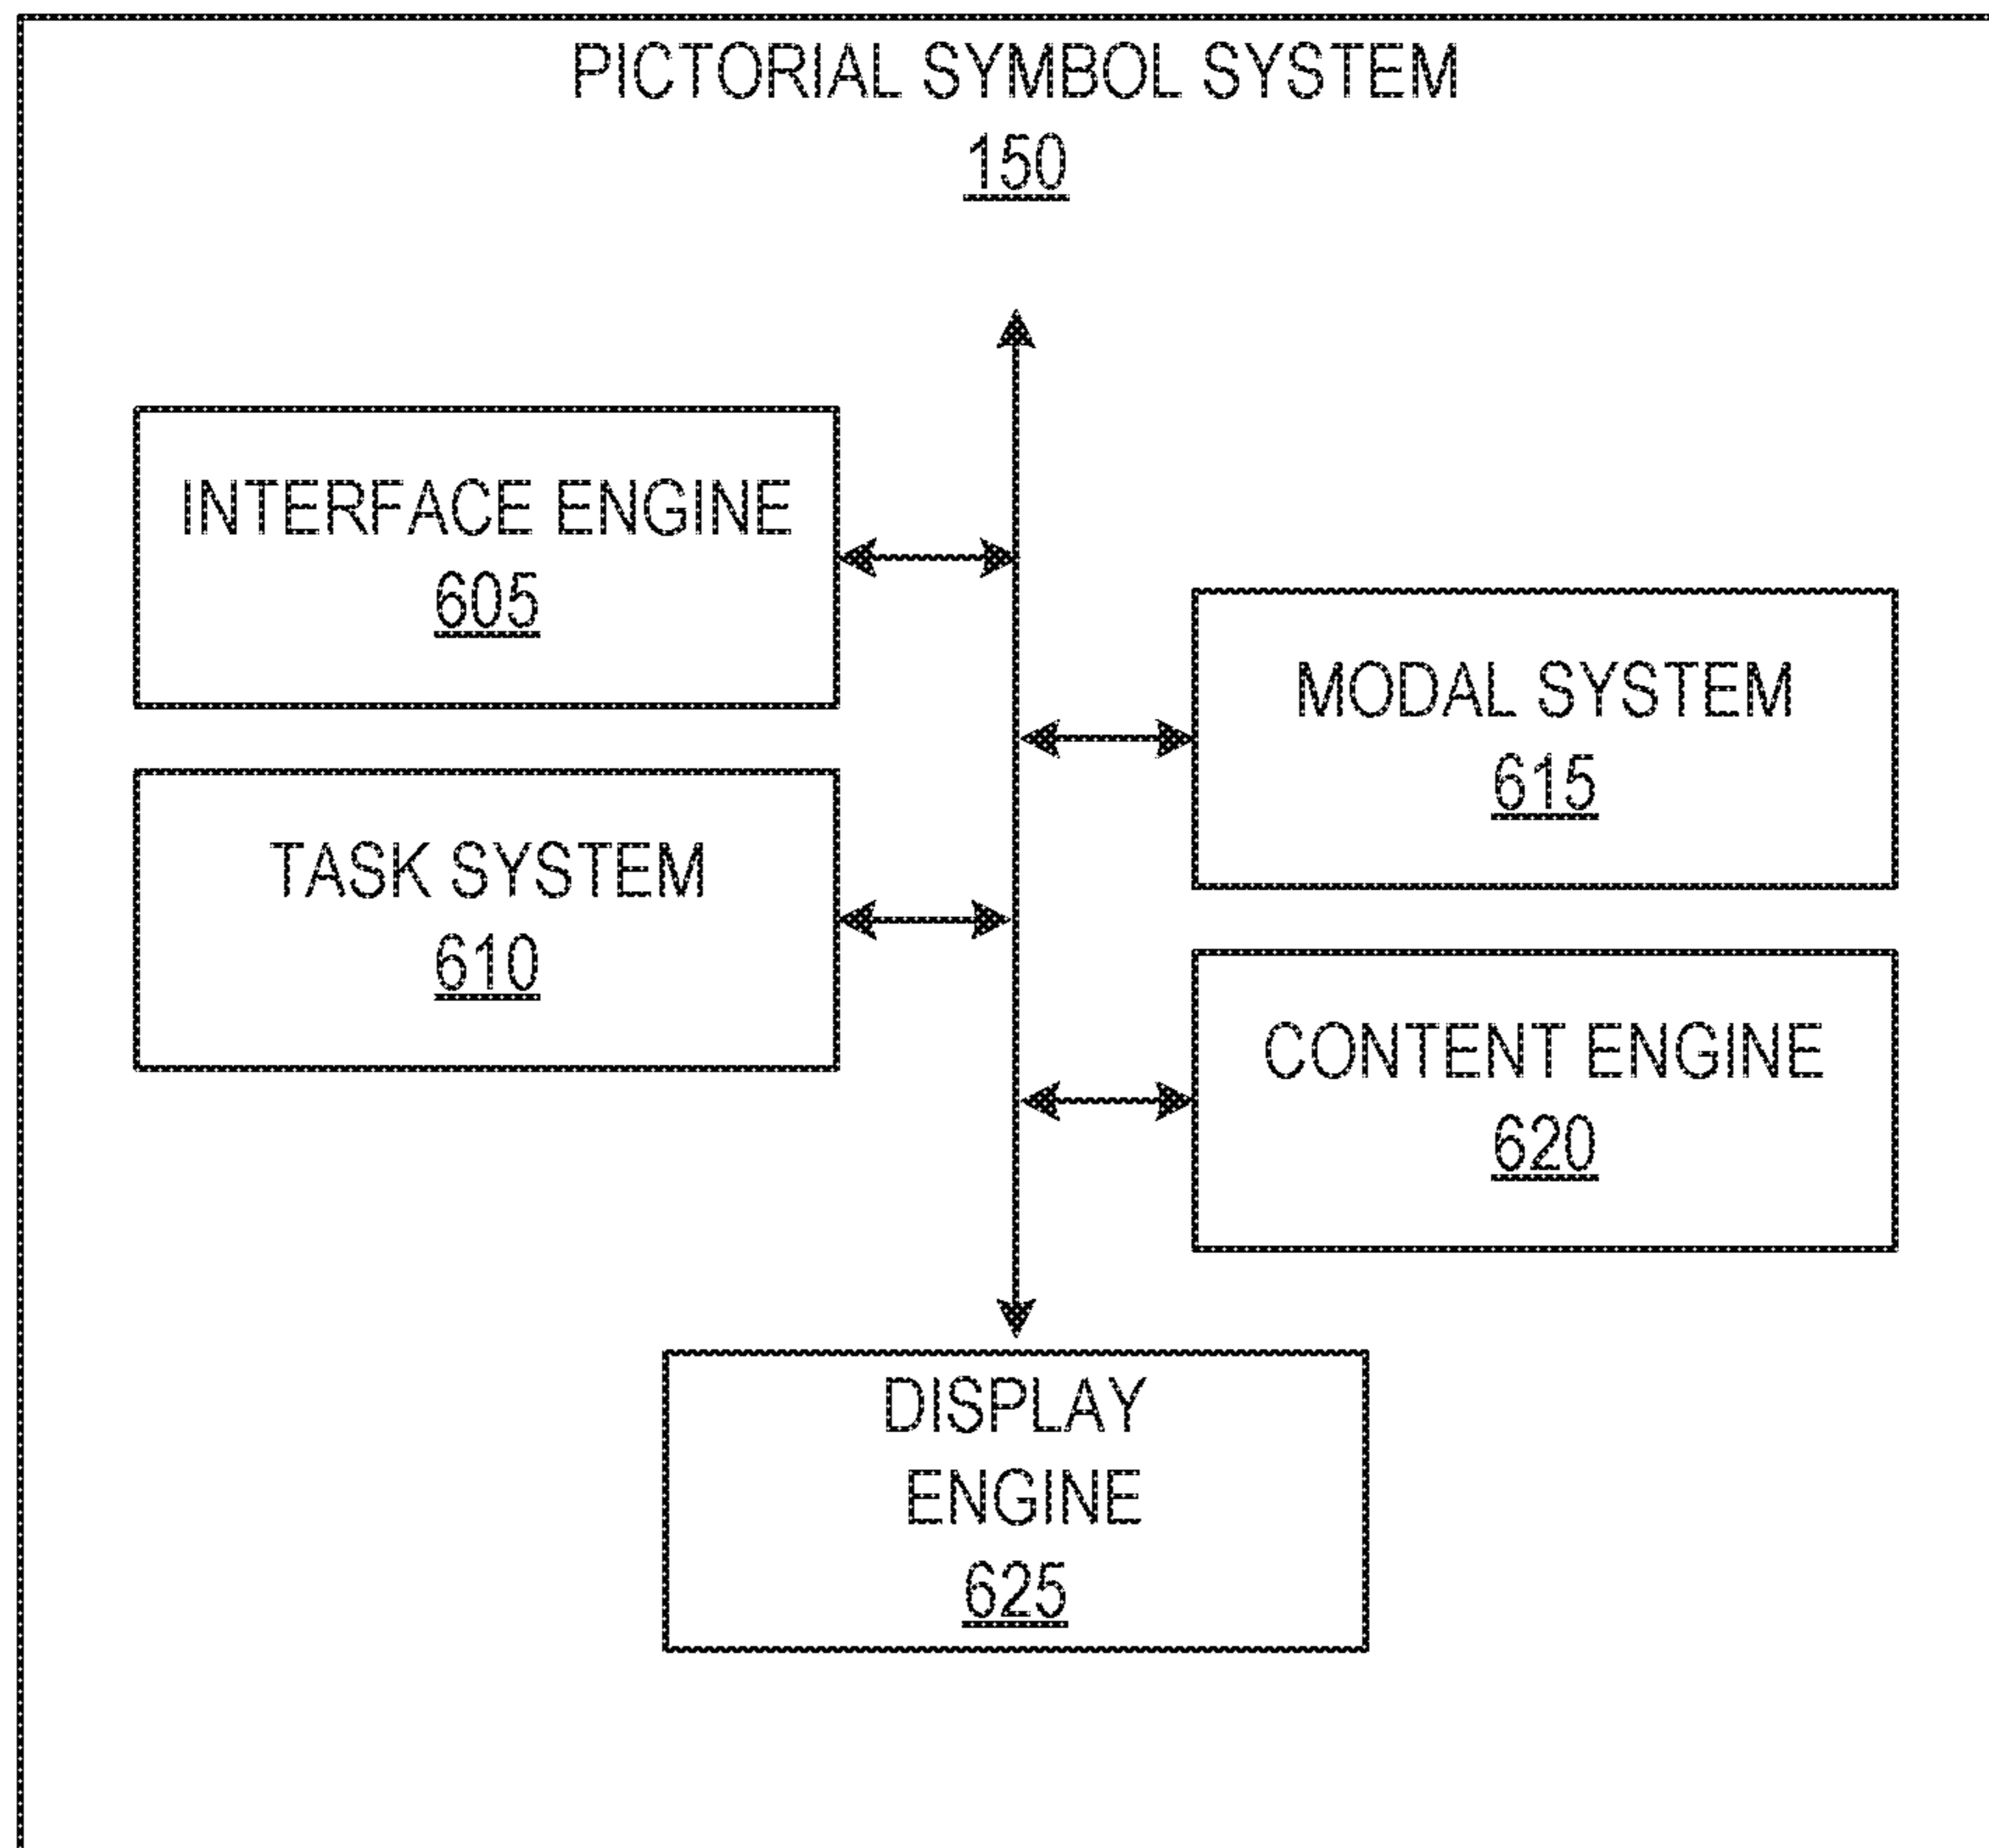 PICTORIAL SYMBOL SYSTEM
150
INTERFACE ENGINE
605
MODAL SYSTEM
615
TASK SYSTEM
610
CONTENT ENGINE
620
DISPLAY
ENGINE
625